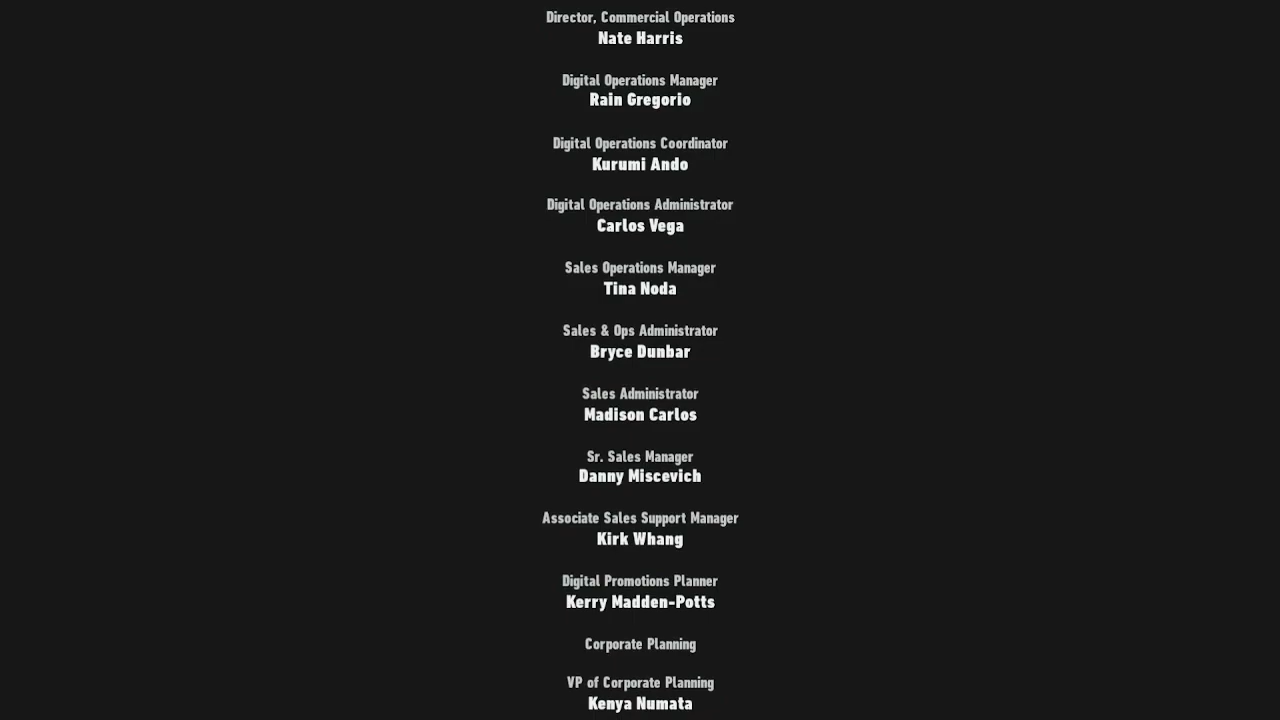 Director, Commercial Operations
Nate Harris
Digital Operations Manager
Rain Gregorio
Digital Operations Coordinator
Kurumi Ando
Digital Operations Administrator
Carlos Vega
Sales Operations Manager
Tina Noda
Sales & Ops Administrator
Bryce Dunbar
Sales Administrator
Madison Carlos
Sr. Sales Manager
Danny Miscevich
Associate Sales Support Manager
Kirk Whang
Digital Promotions Planner
Kerry Madden-Potts
Corporate Planning
VP of Corporate Planning
Kenya Numata